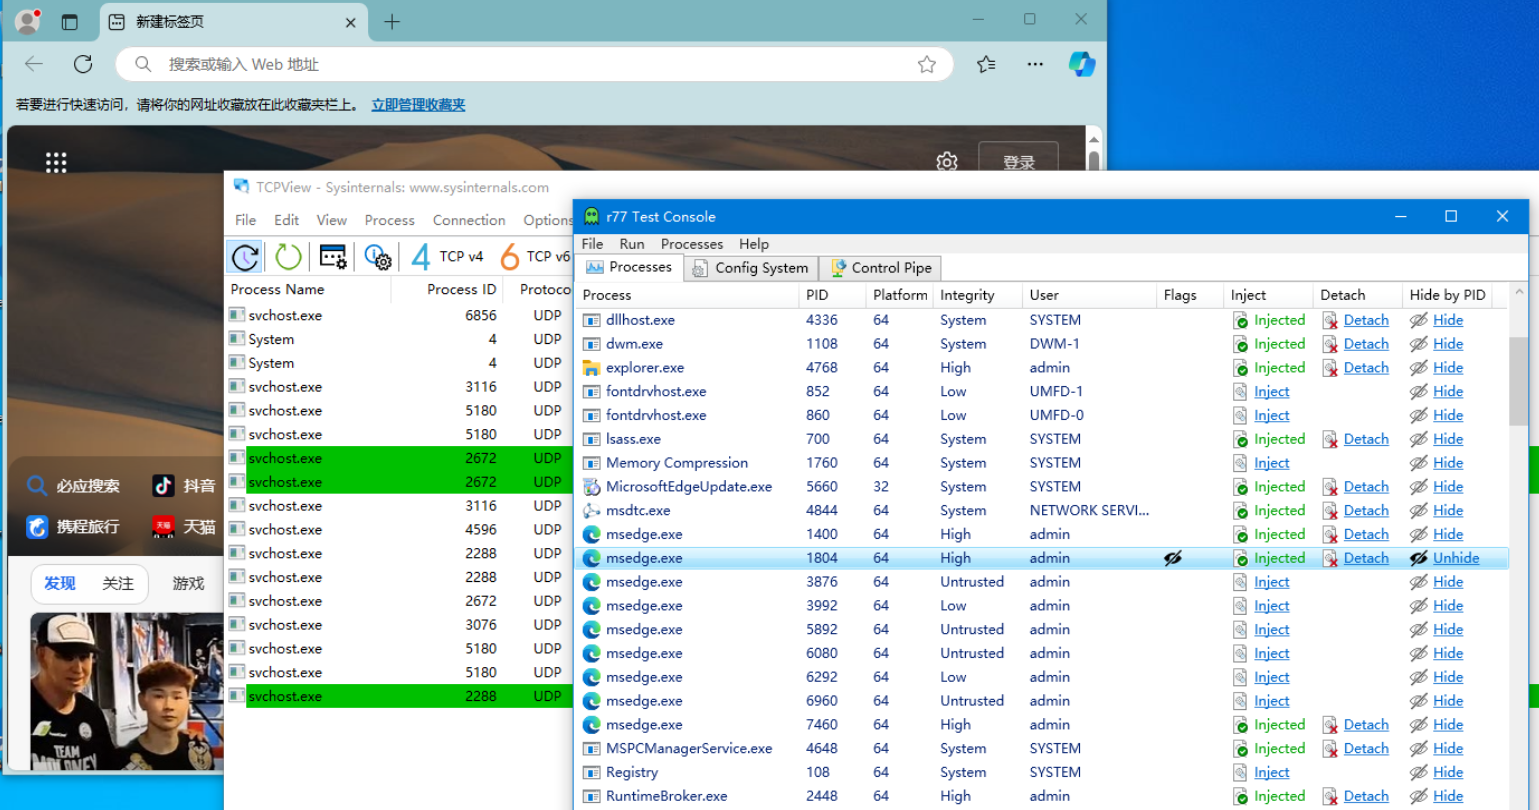 新建标签页
搜索或输入 Web 地址
若要进行快速访问，请将你的网址收藏放在此收藏夹栏上。 立即管理收藏夹
登录
必应搜索 抖音
携程旅行 天猫 天猫
发现 关注 游戏
TEAM
TCPView - Sysinternals: www.sysinternals.com
File Edit View Process Connection Options
4 TCP v4 6 TCP v6
Process Name Process ID Protoco
svchost.exe 6856 UDP
System 4 UDP
System 4 UDP
svchost.exe 3116 UDP
svchost.exe 5180 UDP
svchost.exe 5180 UDP
svchost.exe 2672 UDP
svchost.exe 2672 UDP
svchost.exe 3116 UDP
svchost.exe 4596 UDP
svchost.exe 2288 UDP
svchost.exe 2288 UDP
svchost.exe 2672 UDP
svchost.exe 3076 UDP
svchost.exe 5180 UDP
svchost.exe 5180 UDP
svchost.exe 2288 UDP
r77 Test Console
File Run Processes Help
Processes Config System Control Pipe
Process PID Platform Integrity User Flags Inject Detach Hide by PID
dllhost.exe 4336 64 System SYSTEM Injected Detach Hide
dwm.exe 1108 64 System DWM-1 Injected Detach Hide
explorer.exe 4768 64 High admin Injected Detach Hide
fontdrvhost.exe 852 64 Low UMFD-1 Inject Hide
fontdrvhost.exe 860 64 Low UMFD-0 Inject Hide
lsass.exe 700 64 System SYSTEM Injected Detach Hide
Memory Compression 1760 64 System SYSTEM Inject Hide
MicrosoftEdgeUpdate.exe 5660 32 System SYSTEM Injected Detach Hide
msdtc.exe 4844 64 System NETWORK SERVI... Injected Detach Hide
msedge.exe 1400 64 High admin Injected Detach Hide
msedge.exe 1804 64 High admin Injected Detach Unhide
msedge.exe 3876 64 Untrusted admin Inject Hide
msedge.exe 3992 64 Low admin Inject Hide
msedge.exe 5892 64 Untrusted admin Inject Hide
msedge.exe 6080 64 Untrusted admin Inject Hide
msedge.exe 6292 64 Low admin Inject Hide
msedge.exe 6960 64 Untrusted admin Inject Hide
msedge.exe 7460 64 High admin Injected Detach Hide
MSPCManagerService.exe 4648 64 System SYSTEM Injected Detach Hide
Registry 108 64 System SYSTEM Inject Hide
RuntimeBroker.exe 2448 64 High admin Injected Detach Hide